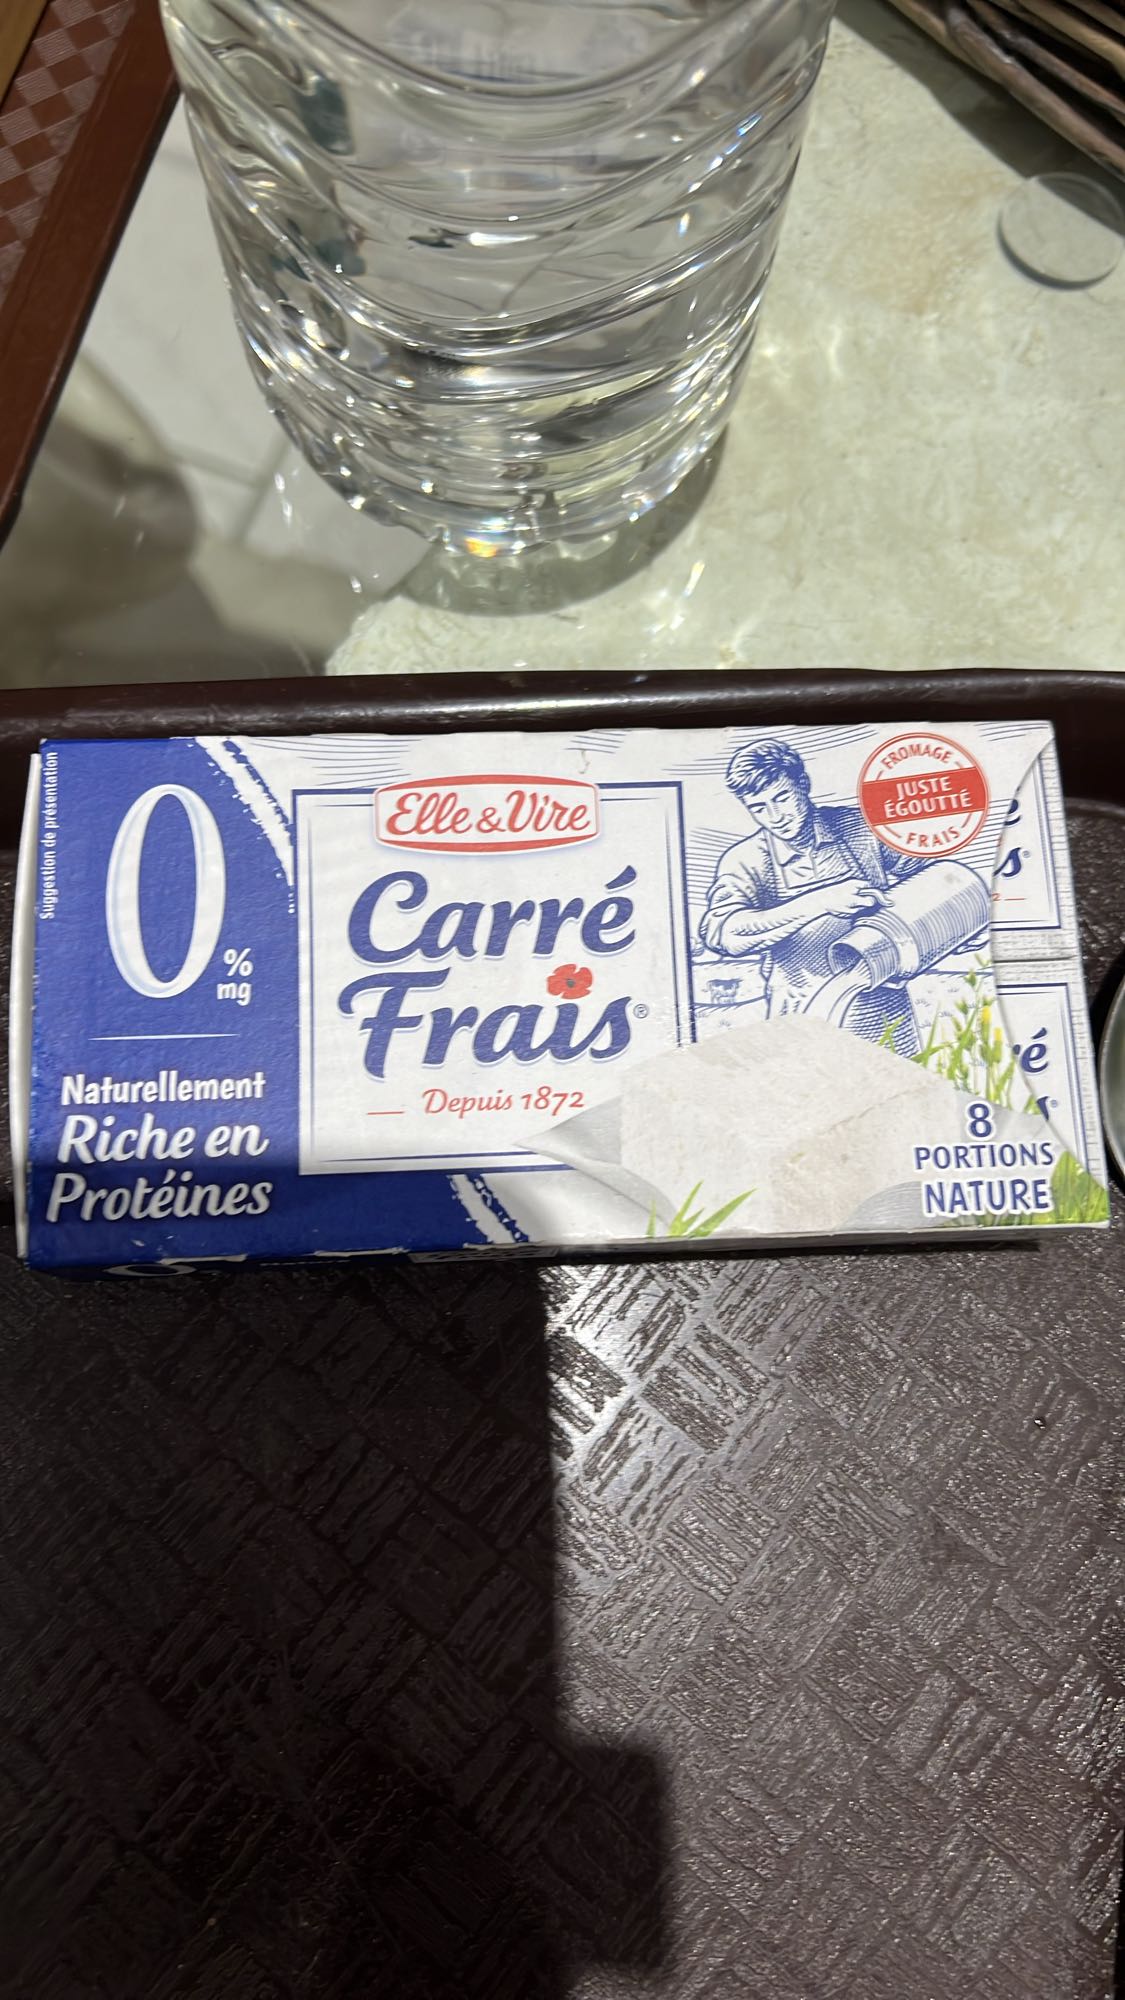 Suggestion de présentation
0
%
mg
Naturellement
Riche en
Protéines
Elle & Vire
Carré
Frais®
Depuis 1872
FROMAGE
JUSTE
ÉGOUTTÉ
FRAIS
8
PORTIONS
NATURE